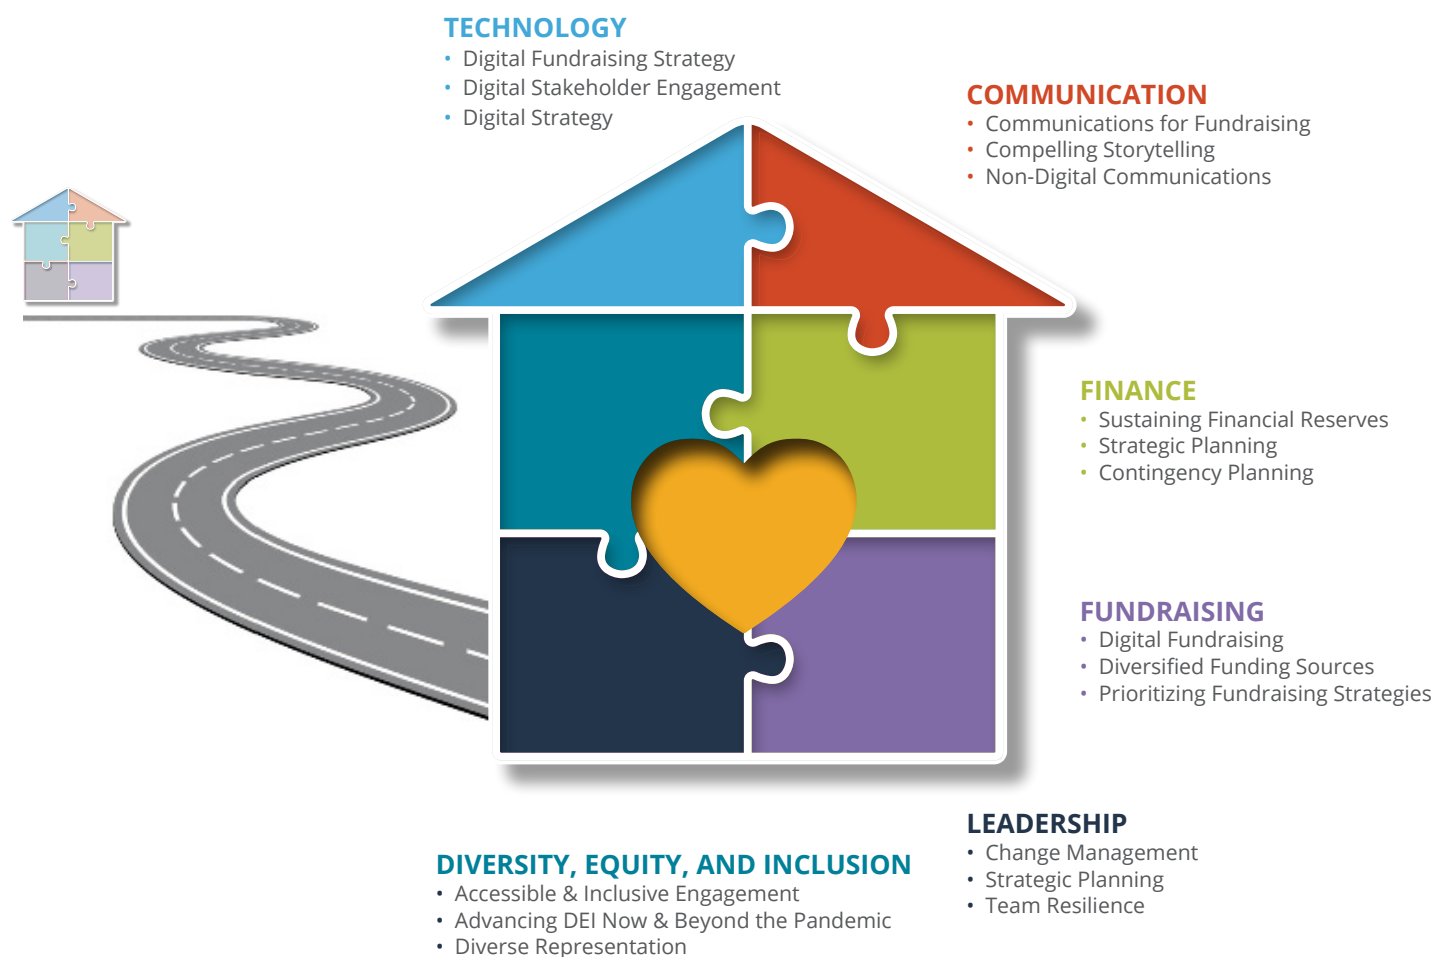 TECHNOLOGY
• Digital Fundraising Strategy
• Digital Stakeholder Engagement
• Digital Strategy
COMMUNICATION
• Communications for Fundraising
• Compelling Storytelling
• Non-Digital Communications
FINANCE
• Sustaining Financial Reserves
• Strategic Planning
• Contingency Planning
FUNDRAISING
• Digital Fundraising
• Diversified Funding Sources
• Prioritizing Fundraising Strategies
LEADERSHIP
• Change Management
• Strategic Planning
• Team Resilience
DIVERSITY, EQUITY, AND INCLUSION
• Accessible & Inclusive Engagement
• Advancing DEI Now & Beyond the Pandemic
• Diverse Representation